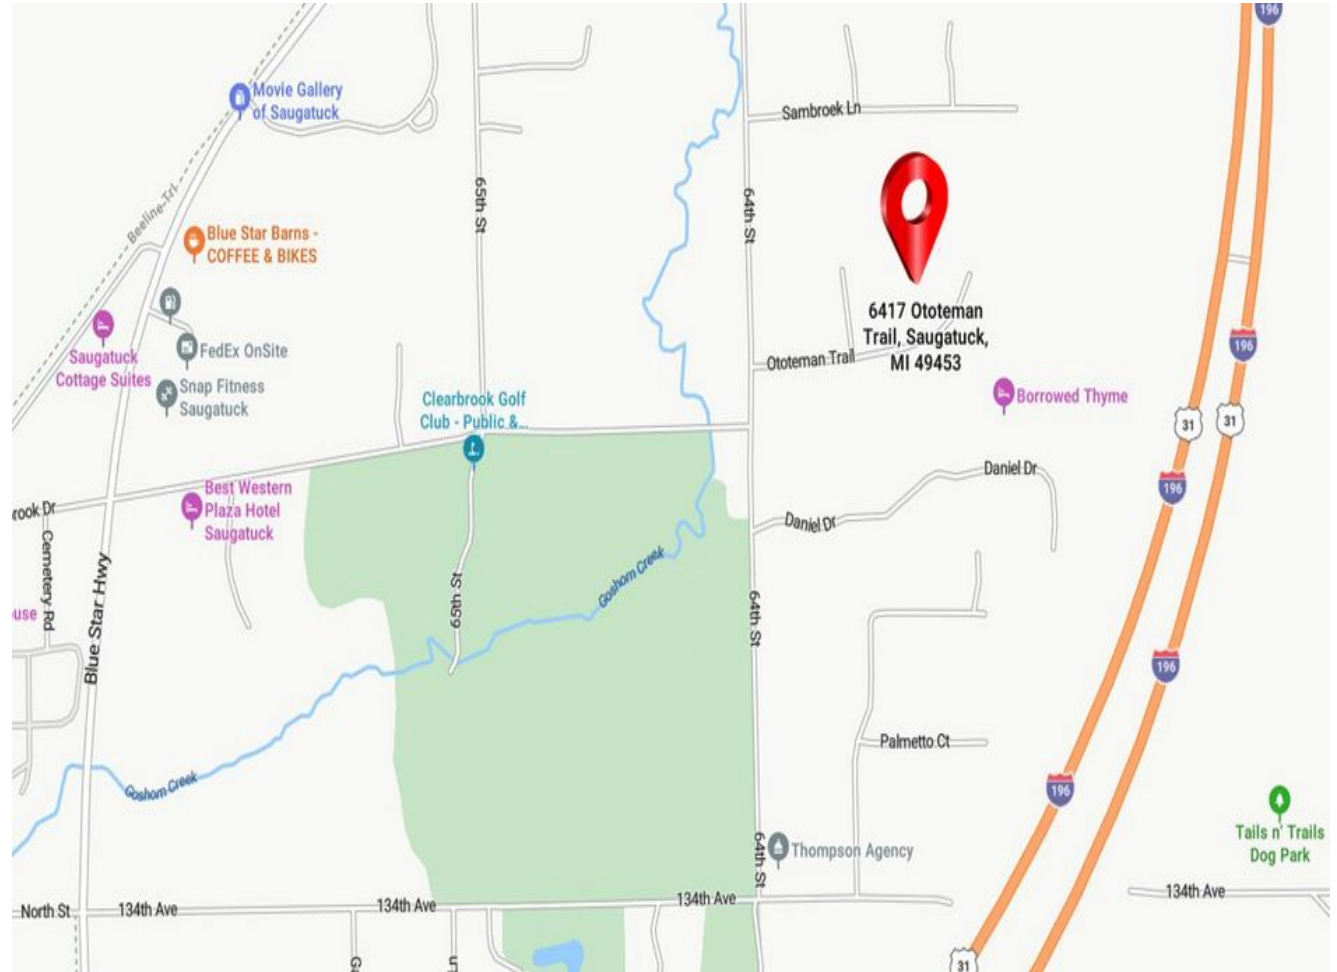 196
Movie Gallery
of Saugatuck
Sambroek Ln
Beeline-Trl
65th St
64th St
Blue Star Barns -
COFFEE & BIKES
6417 Ototeman
Trail, Saugatuck,
MI 49453
Saugatuck
Cottage Suites
FedEx OnSite
Snap Fitness
Saugatuck
Ototeman Trail
196
Clearbrook Golf
Club - Public &...
Borrowed Thyme
31
31
Daniel Dr
196
Best Western
Plaza Hotel
Saugatuck
rook Dr
Daniel Dr
Cemetery Rd
Blue Star Hwy
65th St
Goshorn Creek
64th St
use
196
Palmetto Ct
Goshorn Creek
196
Tails n' Trails
Dog Park
64th St
Thompson Agency
North St
134th Ave
134th Ave
134th Ave
134th Ave
31